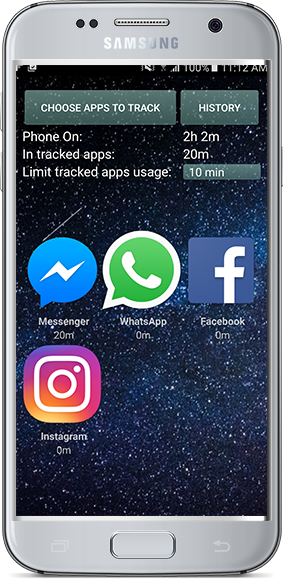 SAMSUNG
100% 11:12 AM
CHOOSE APPS TO TRACK HISTORY
Phone On: 2h 2m
In tracked apps: 20m
Limit tracked apps usage: 10 min
Messenger WhatsApp Facebook
20m 0m 0m
Instagram
0m